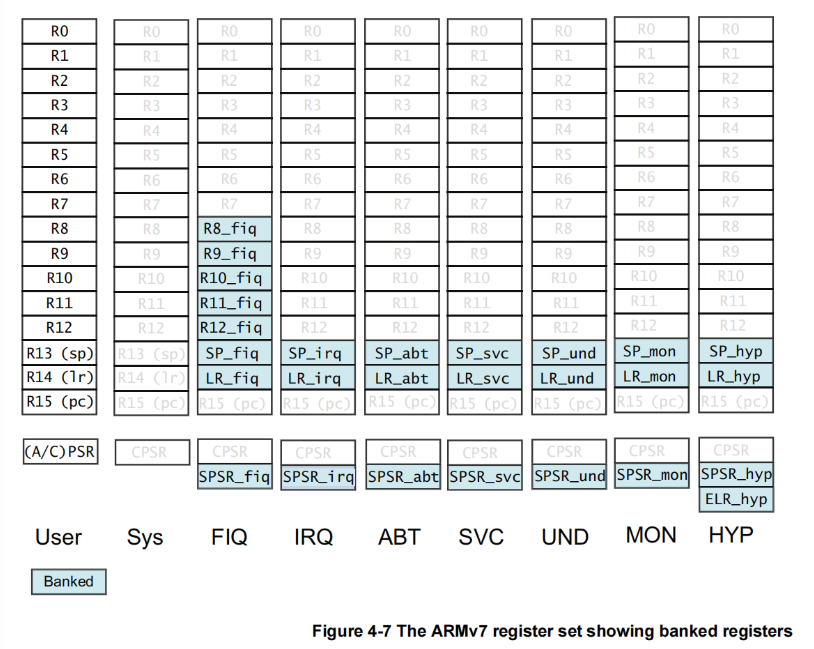 R0 R0 R0 R0 R0 R0 R0 R0 R0
R1 R1 R1 R1 R1 R1 R1 R1 R1
R2 R2 R2 R2 R2 R2 R2 R2 R2
R3 R3 R3 R3 R3 R3 R3 R3 R3
R4 R4 R4 R4 R4 R4 R4 R4 R4
R5 R5 R5 R5 R5 R5 R5 R5 R5
R6 R6 R6 R6 R6 R6 R6 R6 R6
R7 R7 R7 R7 R7 R7 R7 R7 R7
R8 R8 R8_fiq R8 R8 R8 R8 R8 R8
R9 R9 R9_fiq R9 R9 R9 R9 R9 R9
R10 R10 R10_fiq R10 R10 R10 R10 R10 R10
R11 R11 R11_fiq R11 R11 R11 R11 R11 R11
R12 R12 R12_fiq R12 R12 R12 R12 R12 R12
R13 (sp) R13 (sp) SP_fiq SP_irq SP_abt SP_svc SP_und SP_mon SP_hyp
R14 (lr) R14 (lr) LR_fiq LR_irq LR_abt LR_svc LR_und LR_mon LR_hyp
R15 (pc) R15 (pc) R15 (pc) R15 (pc) R15 (pc) R15 (pc) R15 (pc) R15 (pc) R15 (pc)
(A/C)PSR CPSR CPSR CPSR CPSR CPSR CPSR CPSR CPSR
SPSR_fiq SPSR_irq SPSR_abt SPSR_svc SPSR_und SPSR_mon SPSR_hyp
ELR_hyp
User Sys FIQ IRQ ABT SVC UND MON HYP
Banked
Figure 4-7 The ARMv7 register set showing banked registers